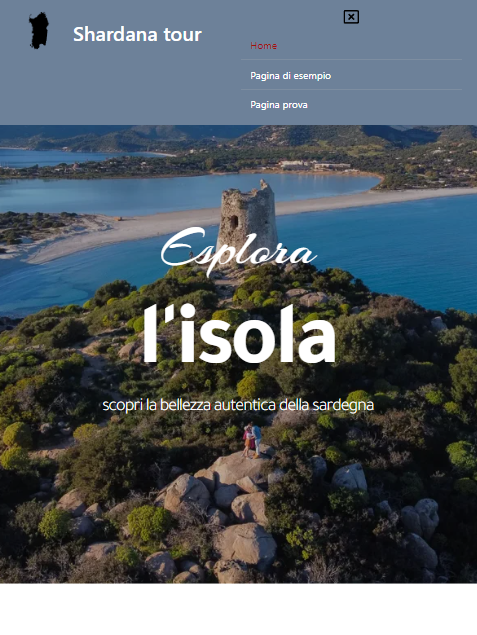 Shardana tour
Home
Pagina di esempio
Pagina prova
Esplora
l'isola
scopri la bellezza autentica della sardegna